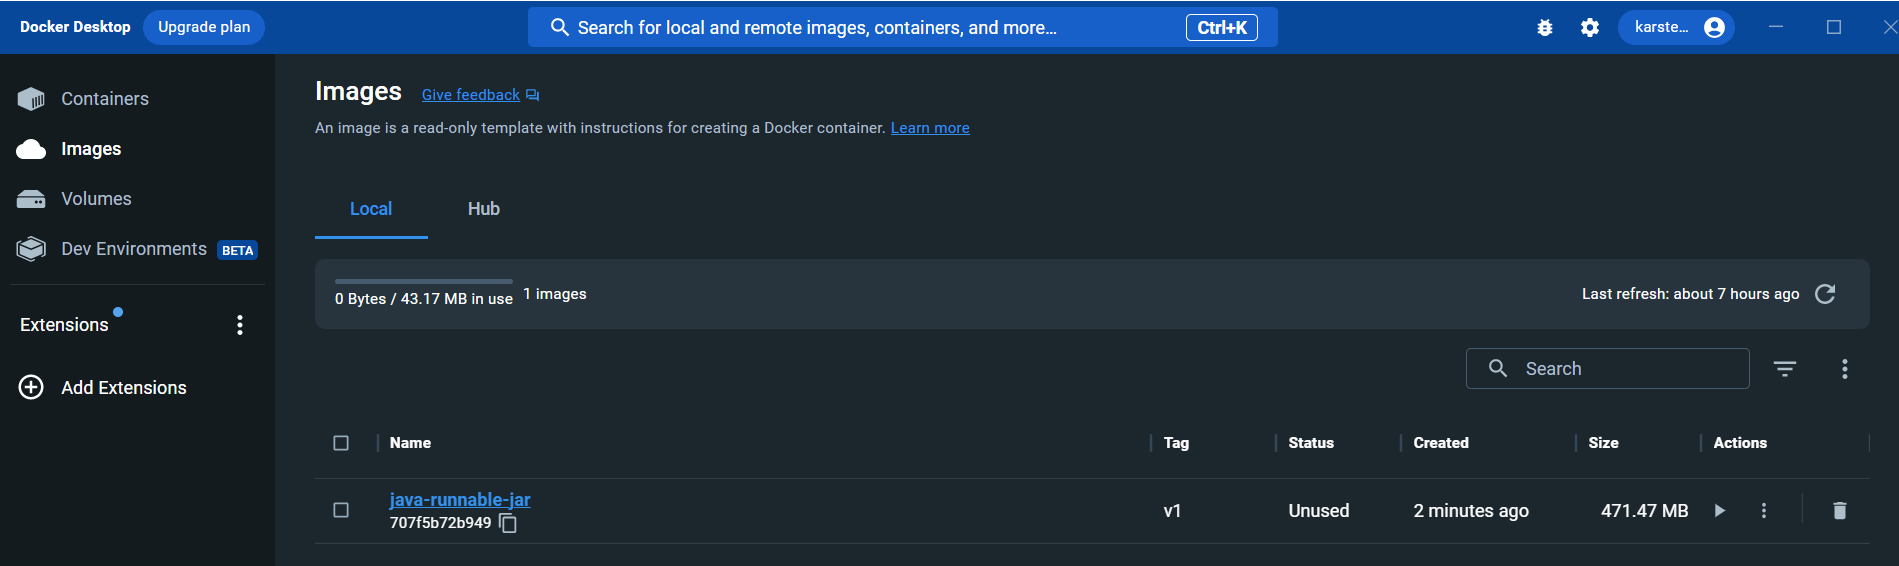 Docker Desktop Upgrade plan Search for local and remote images, containers, and more... Ctrl+K karste...
Containers
Images
Volumes
Dev Environments BETA
Extensions
Add Extensions
Images Give feedback
An image is a read-only template with instructions for creating a Docker container. Learn more
Local Hub
0 Bytes / 43.17 MB in use 1 images Last refresh: about 7 hours ago
Search
Name Tag Status Created Size Actions
java-runnable-jar
707f5b72b949
v1 Unused 2 minutes ago 471.47 MB